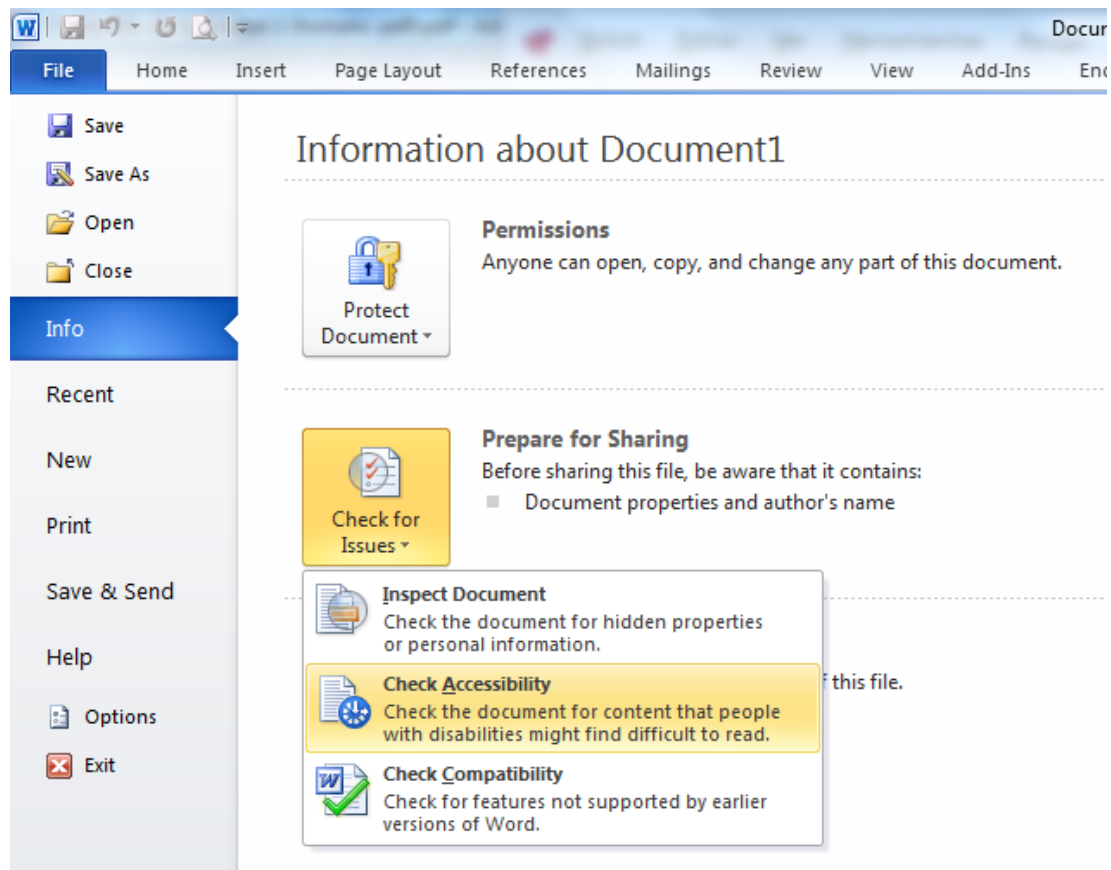 W
Docum
File Home Insert Page Layout References Mailings Review View Add-Ins End
Save
Save As
Open
Close
Info
Recent
New
Print
Save & Send
Help
Options
Exit
Information about Document1
Protect
Document
Permissions
Anyone can open, copy, and change any part of this document.
Check for
Issues
Prepare for Sharing
Before sharing this file, be aware that it contains:
Document properties and author's name
Inspect Document
Check the document for hidden properties
or personal information.
Check Accessibility
Check the document for content that people
with disabilities might find difficult to read.
this file.
Check Compatibility
Check for features not supported by earlier
versions of Word.